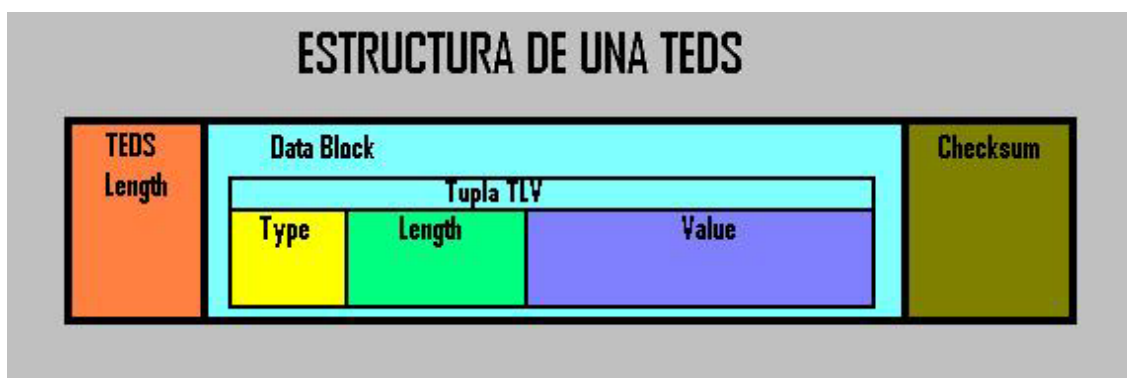 ESTRUCTURA DE UNA TEDS
TEDS
Length
Data Block
Tupla TLV
Type
Length
Value
Checksum